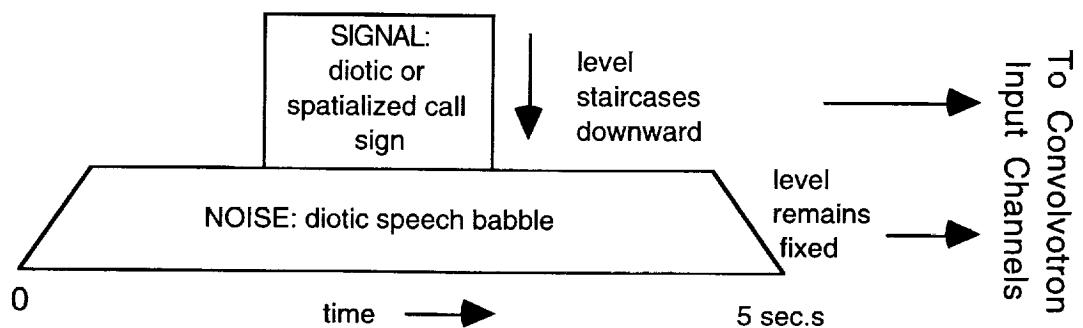 SIGNAL:
diotic or
spatialized call
sign
level
staircases
downward
NOISE: diotic speech babble
level
remains
fixed
0
time
5 sec.s
To Convolvotron
Input Channels